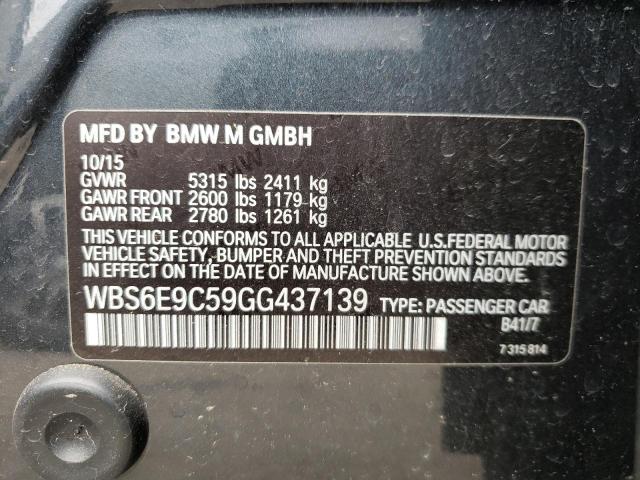 MFD BY BMW M GMBH
10/15
GVWR 5315 lbs 2411 kg
GAWR FRONT 2600 lbs 1179 kg
GAWR REAR 2780 lbs 1261 kg
THIS VEHICLE CONFORMS TO ALL APPLICABLE U.S.FEDERAL MOTOR
VEHICLE SAFETY, BUMPER AND THEFT PREVENTION STANDARDS
IN EFFECT ON THE DATE OF MANUFACTURE SHOWN ABOVE.
WBS6E9C59GG437139 TYPE: PASSENGER CAR
B41/7
7 315 814